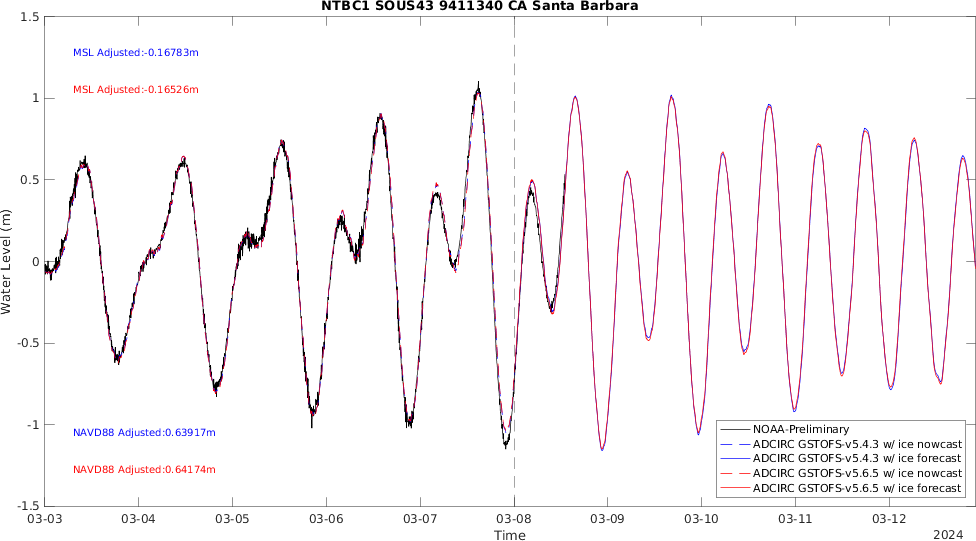 NTBC1 SOUS43 9411340 CA Santa Barbara
1.5
MSL Adjusted:-0.16783m
MSL Adjusted:-0.16526m
1
0.5
0
-0.5
-1
-1.5
Water Level (m)
NAVD88 Adjusted:0.63917m
NAVD88 Adjusted:0.64174m
NOAA-Preliminary
ADCIRC GSTOFS-v5.4.3 w/ ice nowcast
ADCIRC GSTOFS-v5.4.3 w/ ice forecast
ADCIRC GSTOFS-v5.6.5 w/ ice nowcast
ADCIRC GSTOFS-v5.6.5 w/ ice forecast
03-03 03-04 03-05 03-06 03-07 03-08 03-09 03-10 03-11 03-12
Time
2024